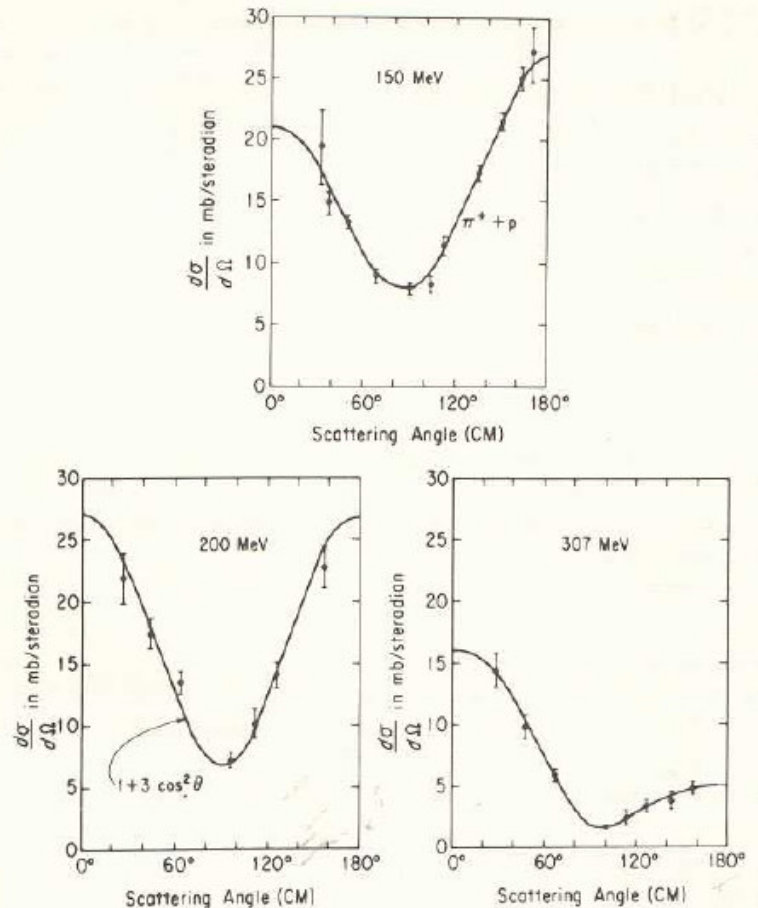 30
25
20
15
10
5
0
dσ/dΩ in mb/steradian
150 MeV
π⁺ + p
0° 60° 120° 180°
Scattering Angle (CM)
30
25
20
15
10
5
0
dσ/dΩ in mb/steradian
200 MeV
1+3 cos²θ
0° 60° 120° 180°
Scattering Angle (CM)
30
25
20
15
10
5
0
dσ/dΩ in mb/steradian
307 MeV
0° 60° 120° 180°
Scattering Angle (CM)